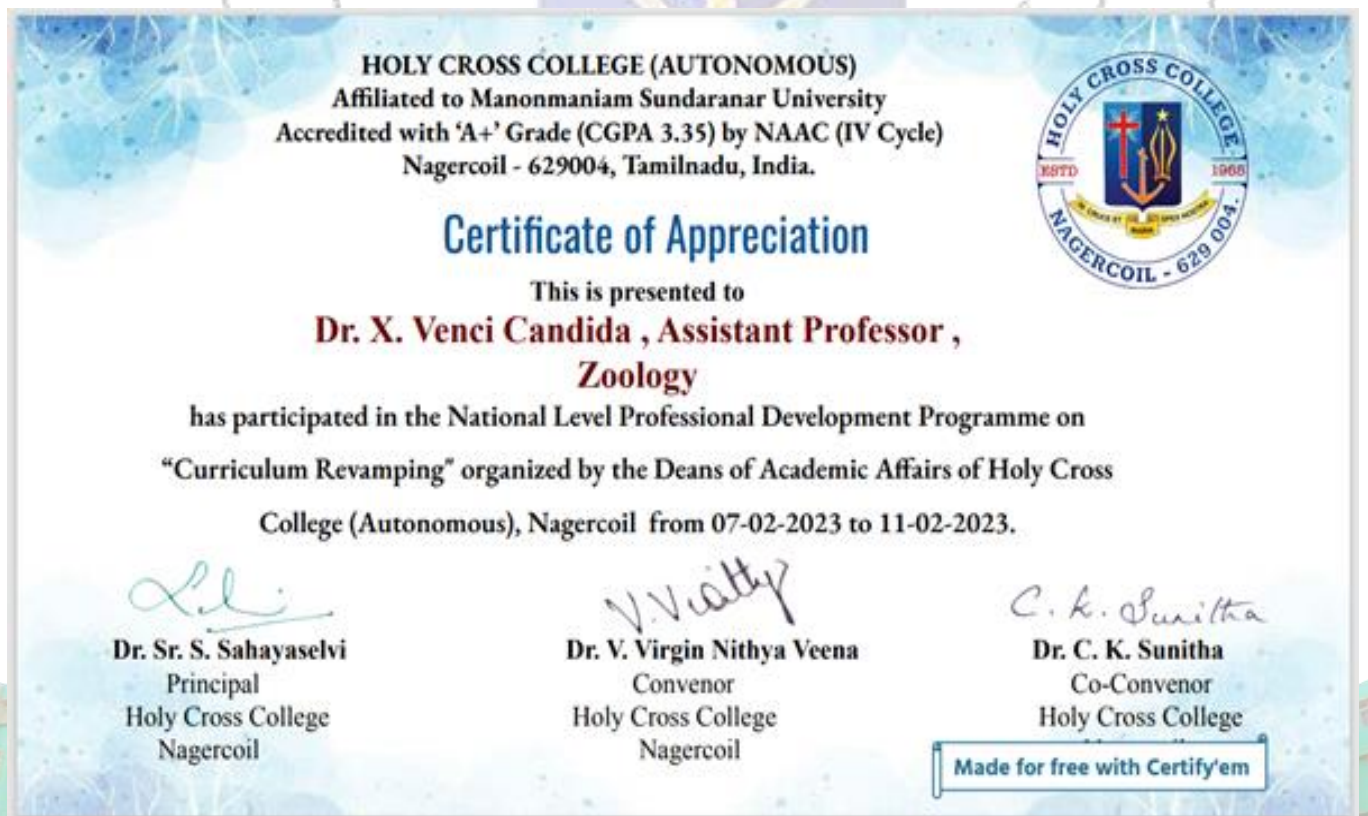 HOLY CROSS COLLEGE (AUTONOMOUS)
Affiliated to Manonmaniam Sundaranar University
Accredited with ‘A+’ Grade (CGPA 3.35) by NAAC (IV Cycle)
Nagercoil - 629004, Tamilnadu, India.
HOLY CROSS COLLEGE.
ESTD 1965
NAGERCOIL - 629 004.
Certificate of Appreciation
This is presented to
Dr. X. Venci Candida , Assistant Professor ,
Zoology
has participated in the National Level Professional Development Programme on
“Curriculum Revamping” organized by the Deans of Academic Affairs of Holy Cross
College (Autonomous), Nagercoil from 07-02-2023 to 11-02-2023.
C. K. Sunitha
Dr. Sr. S. Sahayaselvi
Principal
Holy Cross College
Nagercoil
Dr. V. Virgin Nithya Veena
Convenor
Holy Cross College
Nagercoil
Dr. C. K. Sunitha
Co-Convenor
Holy Cross College
Made for free with Certify'em